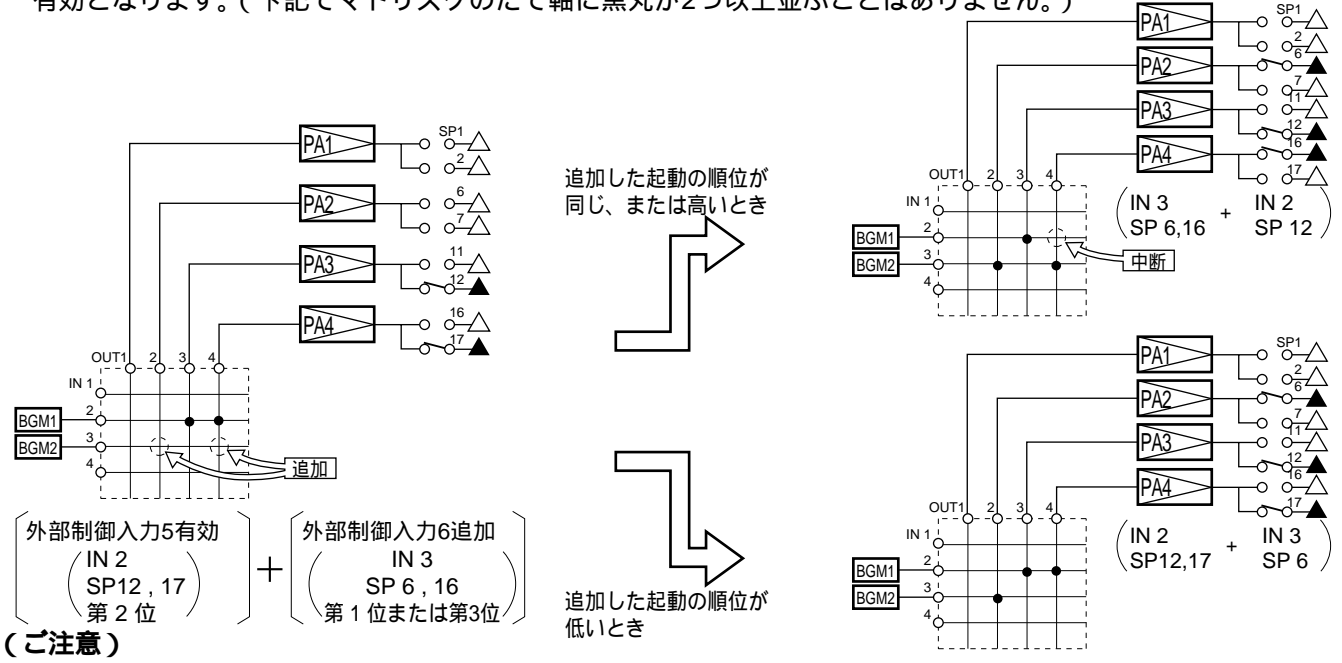 有効となります。（下記でマトリスクのたて軸に黒丸が2つ以上並ぶことはありません。）
PA1
SP1
2
PA2
6
7
PA3
11
12
PA4
16
17
OUT1 2 3 4
IN 1
BGM1 2
BGM2 3
4
追加
外部制御入力5有効
IN 2
SP12 , 17
第 2 位
+
外部制御入力6追加
IN 3
SP 6 , 16
第 1 位または第3位
（ご注意）
追加した起動の順位が
同じ、または高いとき
追加した起動の順位が
低いとき
PA1
SP1
2
PA2
6
7
PA3
11
12
PA4
16
17
OUT1 2 3 4
IN 1
BGM1 2
BGM2 3
4
中断
IN 3
SP 6,16
+
IN 2
SP 12
PA1
SP1
2
PA2
6
7
PA3
11
12
PA4
16
17
OUT1 2 3 4
IN 1
BGM1 2
BGM2 3
4
IN 2
SP12,17
+
IN 3
SP 6